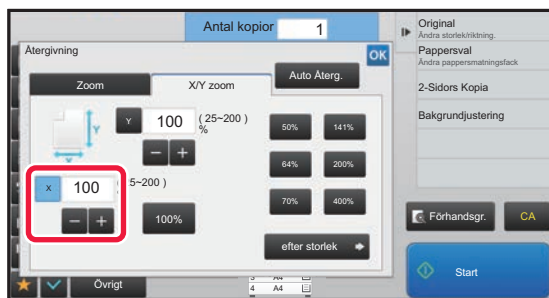 Antal kopior 1
Återgivning
OK
Zoom
X/Y zoom
Auto Återg.
Y
100
( 25~200 )
%
Y
X
50%
141%
X
100
5~200 )
64%
200%
70%
400%
100%
efter storlek
Övrigt
A4
4 A4
Original
Ändra storlek/riktning.
Pappersval
Ändra pappersmatningsfack
2-Sidors Kopia
Bakgrundjustering
Förhandsgr.
CA
Start